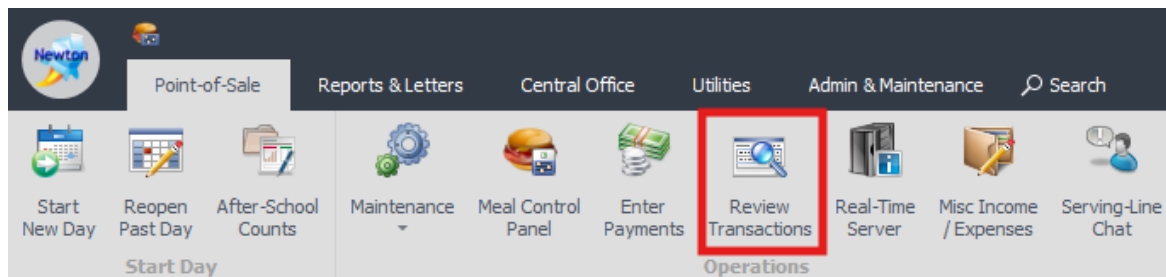 Newton
Point-of-Sale Reports & Letters Central Office Utilities Admin & Maintenance Search
Start Reopen After-School Maintenance Meal Control Enter Review Real-Time Misc Income Serving-Line
New Day Past Day Counts Panel Payments Transactions Server / Expenses Chat
Start Day Operations